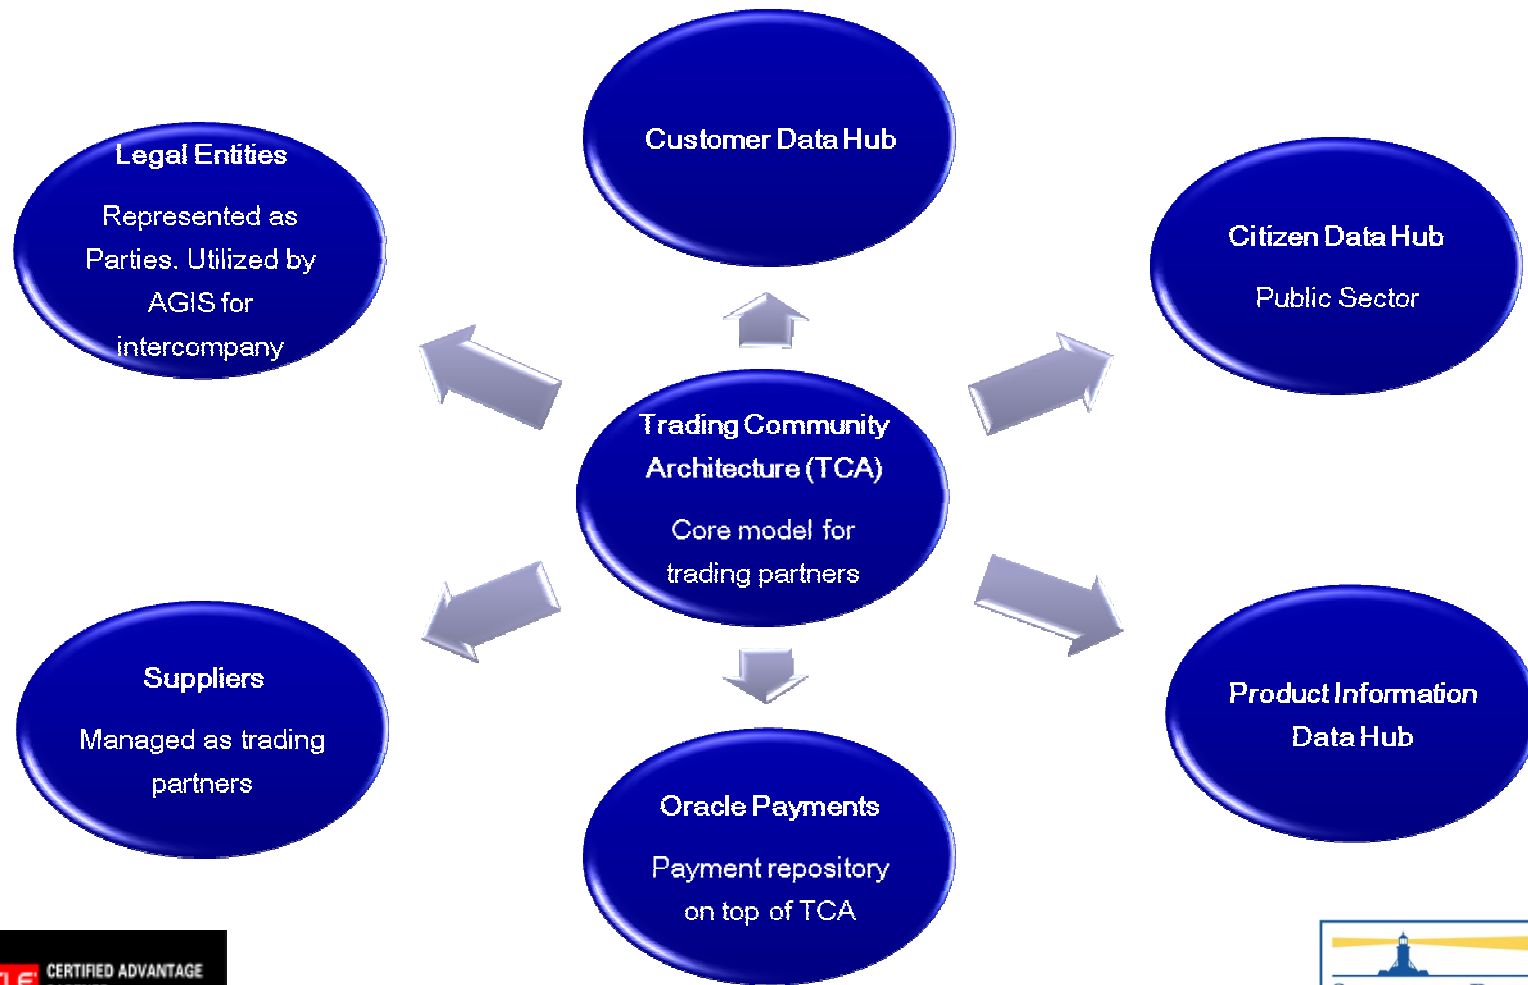 Customer Data Hub
Legal Entities
Represented as
Parties. Utilized by
AGIS for
intercompany
Citizen Data Hub
Public Sector
Trading Community
Architecture (TCA)
Core model for
trading partners
Suppliers
Managed as trading
partners
Product Information
Data Hub
Oracle Payments
Payment repository
on top of TCA
CERTIFIED ADVANTAGE